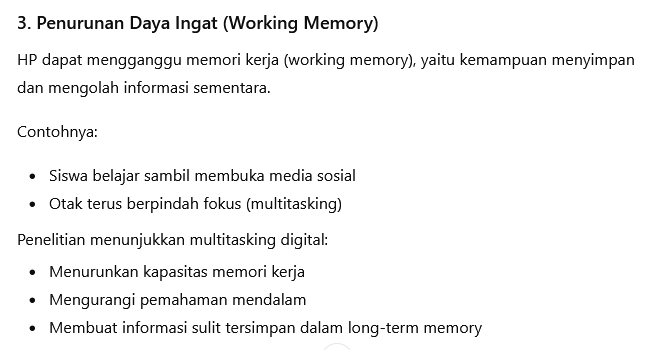 3. Penurunan Daya Ingat (Working Memory)
HP dapat mengganggu memori kerja (working memory), yaitu kemampuan menyimpan
dan mengolah informasi sementara.
Contohnya:
• Siswa belajar sambil membuka media sosial
• Otak terus berpindah fokus (multitasking)
Penelitian menunjukkan multitasking digital:
• Menurunkan kapasitas memori kerja
• Mengurangi pemahaman mendalam
• Membuat informasi sulit tersimpan dalam long-term memory